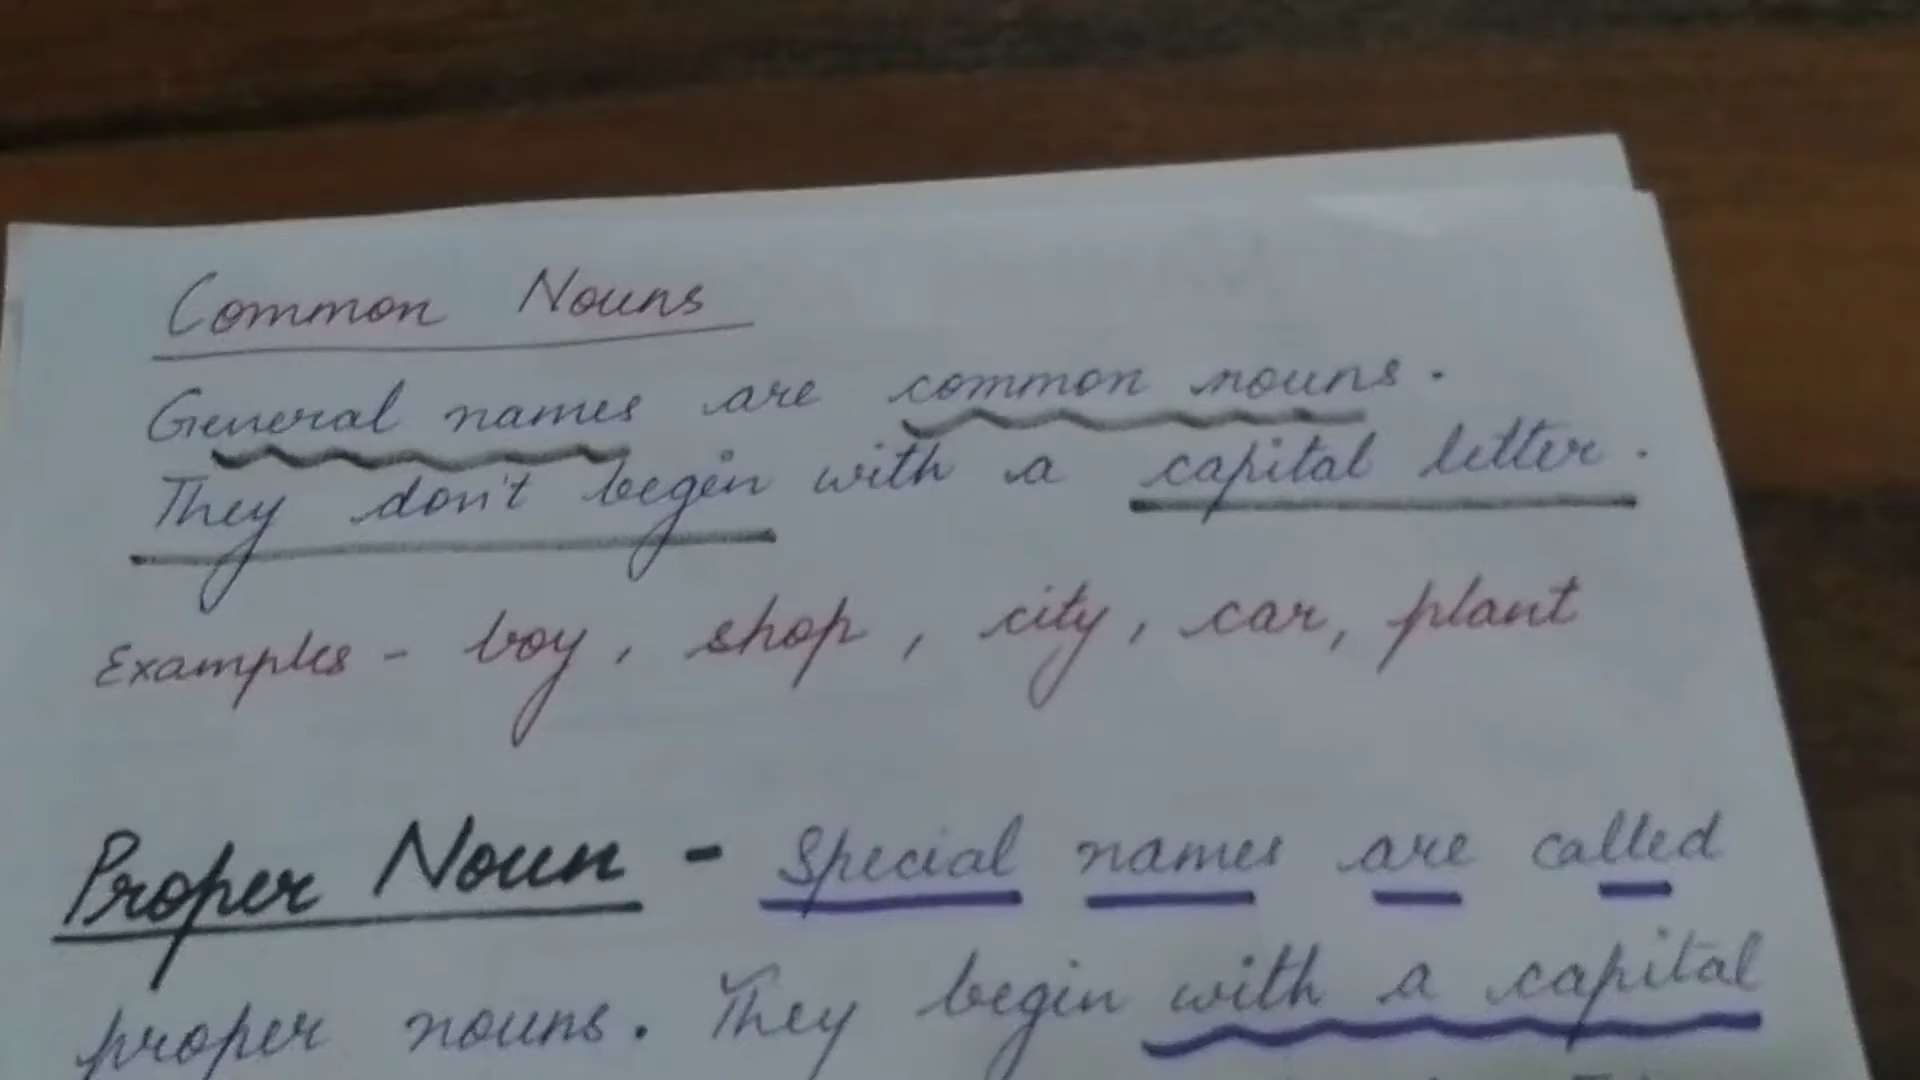 Common Nouns
General names are common nouns.
They don't begin with a capital letter.
Examples - boy, shop, city, car, plant
Proper Noun - Special names are called
proper nouns. They begin with a capital